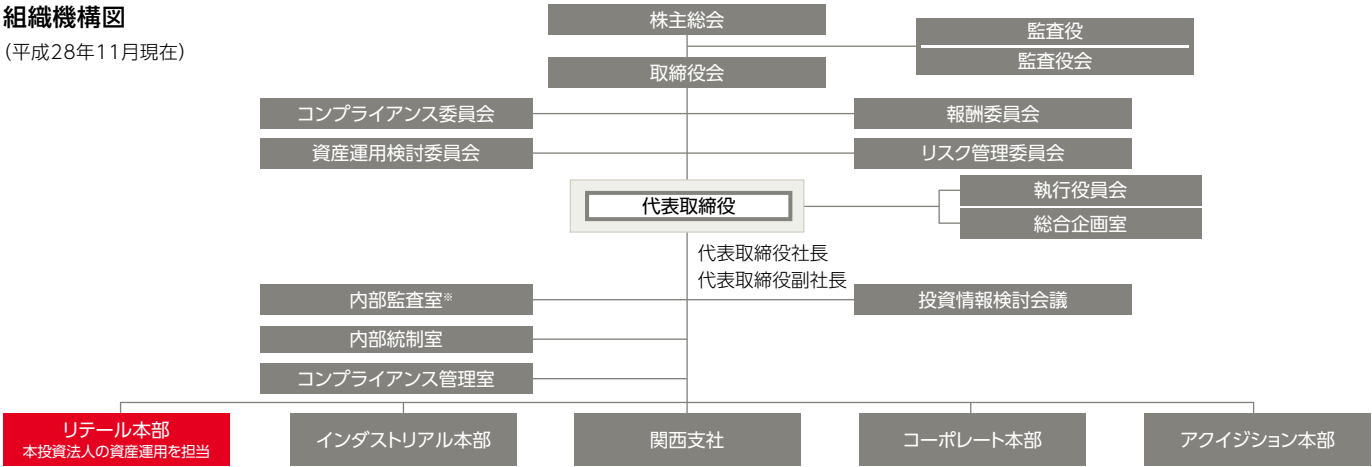 組織機構図
(平成28年11月現在)
株主総会
監査役
監査役会
取締役会
コンプライアンス委員会
報酬委員会
資産運用検討委員会
リスク管理委員会
代表取締役
執行役員会
総合企画室
代表取締役社長
代表取締役副社長
内部監査室※
投資情報検討会議
内部統制室
コンプライアンス管理室
リテール本部
本投資法人の資産運用を担当
インダストリアル本部
関西支社
コーポレート本部
アクイジション本部